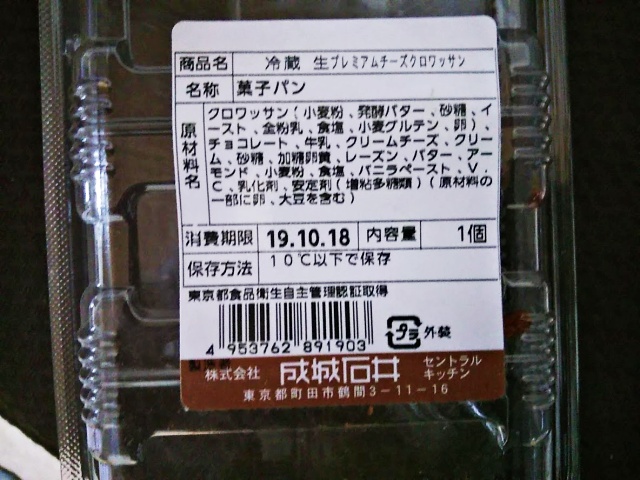 商品名 冷蔵 生プレミアムチーズクロワッサン
名称 菓子パン
原材料名
クロワッサン(小麦粉、発酵バター、砂糖、イ
ースト、全粉乳、食塩、小麦グルテン、卵)、
チョコレート、牛乳、クリームチーズ、クリー
ム、砂糖、加糖卵黄、レーズン、バター、アー
モンド、小麦粉、食塩、バニラペースト、V.
C、乳化剤、安定剤(増粘多糖類)(原材料の
一部に卵、大豆を含む)
消費期限 19.10.18 内容量 1個
保存方法 10℃以下で保存
東京都食品衛生自主管理認証取得
4 953762 891903
プラ 外装
株式会社 成城石井 セントラル
キッチン
東京都町田市鶴間3-11-16